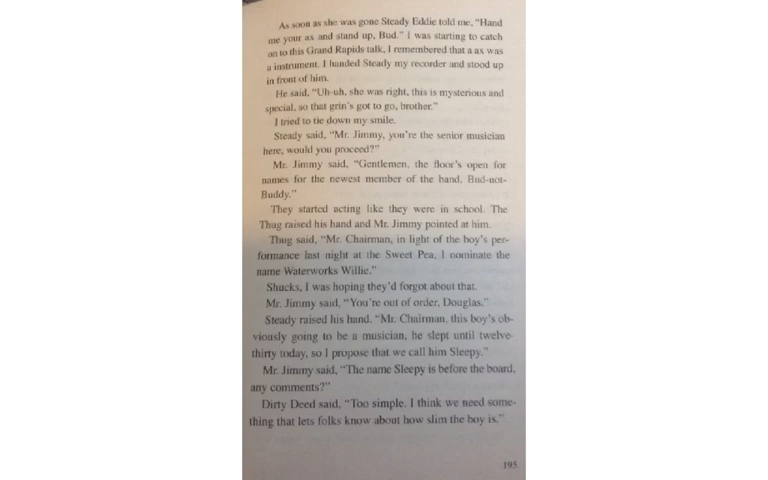 As soon as she was gone Steady Eddie told me, "Hand
me your ax and stand up, Bud." I was starting to catch
on to this Grand Rapids talk, I remembered that a ax was
a instrument. I handed Steady my recorder and stood up
in front of him.
He said, "Uh-uh, she was right, this is mysterious and
special, so that grin's got to go, brother."
I tried to tie down my smile.
Steady said, "Mr. Jimmy, you're the senior musician
here, would you proceed?"
Mr. Jimmy said, "Gentlemen, the floor's open for
names for the newest member of the band, Bud-not-
Buddy."
They started acting like they were in school. The
Thug raised his hand and Mr. Jimmy pointed at him.
Thug said, "Mr. Chairman, in light of the boy's per-
formance last night at the Sweet Pea, I nominate the
name Waterworks Willie."
Shucks, I was hoping they'd forgot about that.
Mr. Jimmy said, "You're out of order, Douglas."
Steady raised his hand. "Mr. Chairman, this boy's ob-
viously going to be a musician, he slept until twelve-
thirty today, so I propose that we call him Sleepy."
Mr. Jimmy said, "The name Sleepy is before the board,
any comments?"
Dirty Deed said, "Too simple. I think we need some-
thing that lets folks know about how slim the boy is."
195